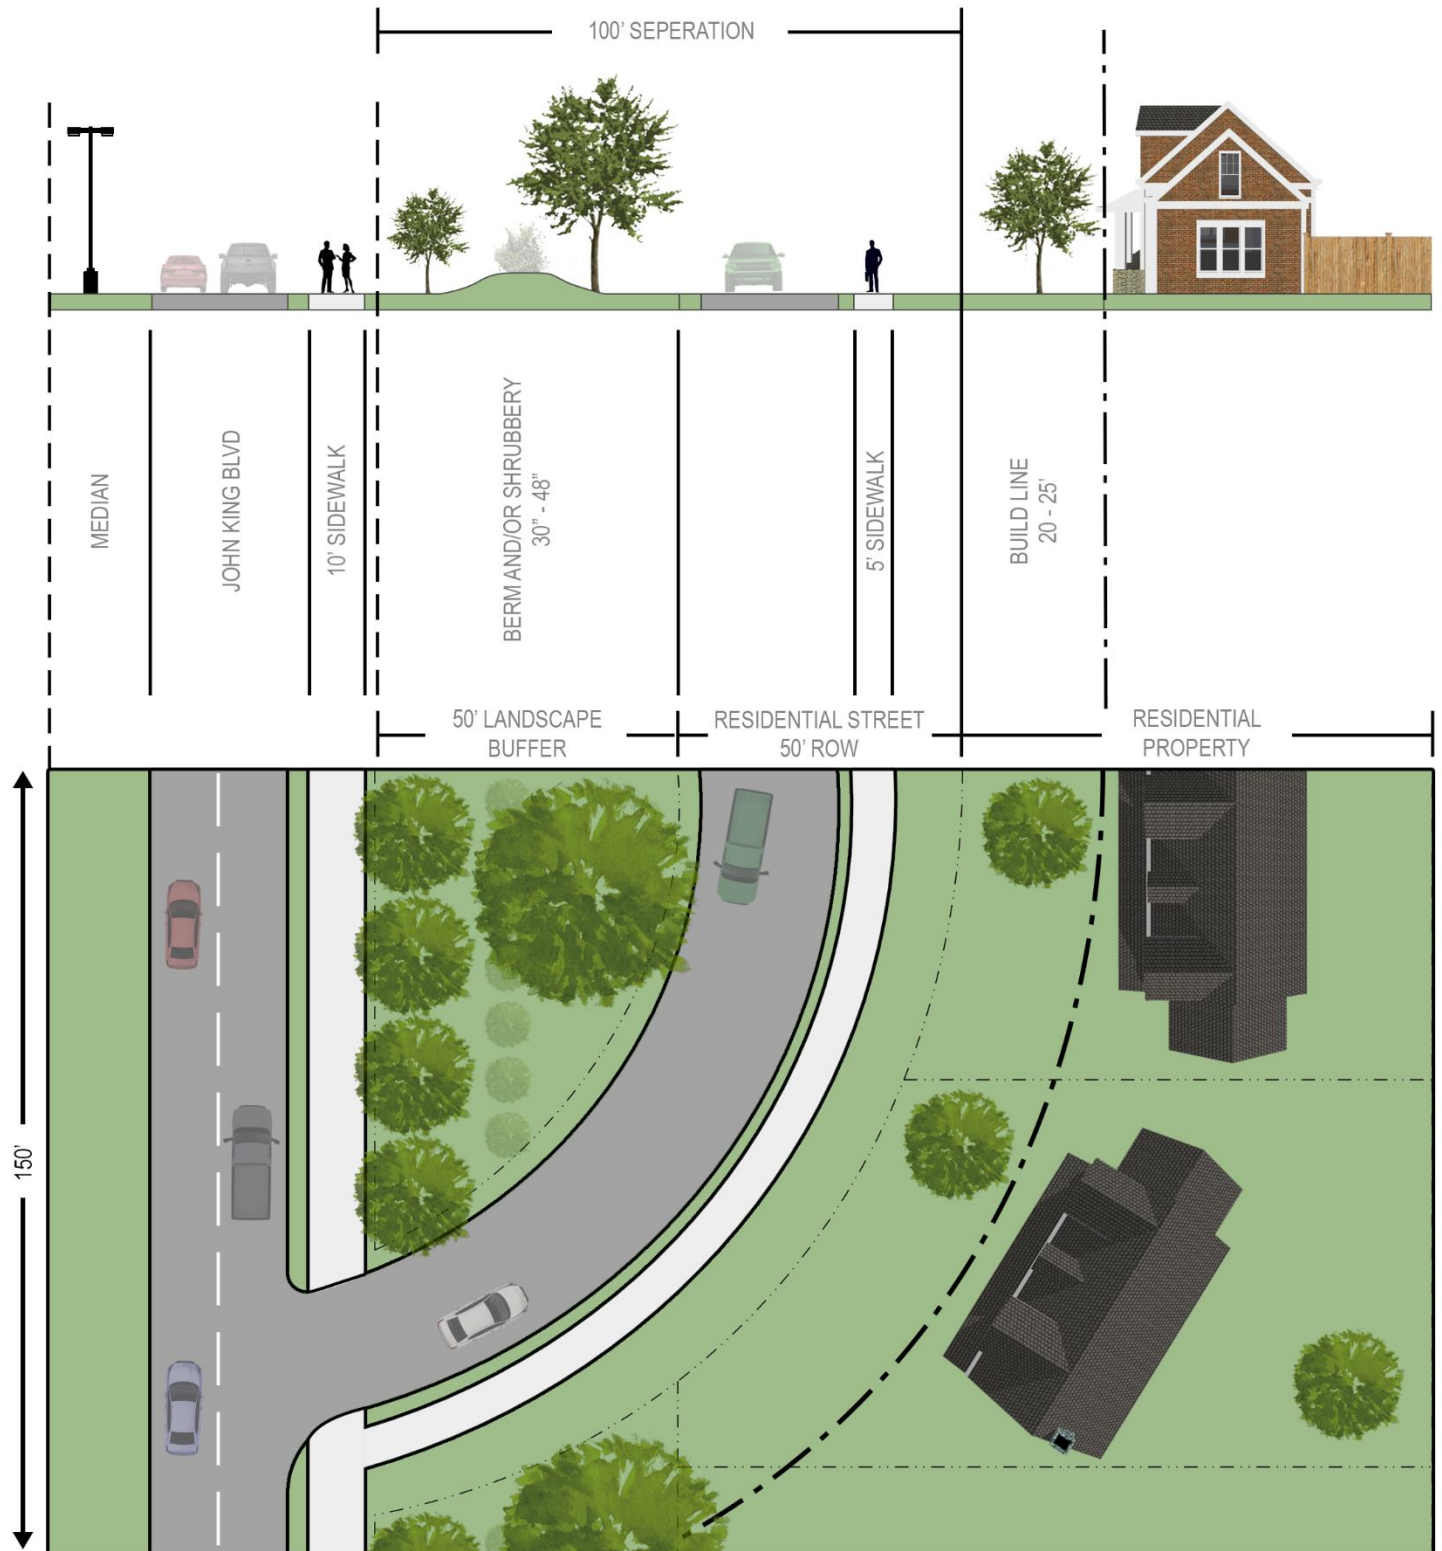 100’ SEPERATION
MEDIAN
JOHN KING BLVD
10’ SIDEWALK
BERM AND/OR SHRUBBERY
30” - 48”
5’ SIDEWALK
BUILD LINE
20 - 25’
50’ LANDSCAPE
BUFFER
RESIDENTIAL STREET
50’ ROW
RESIDENTIAL
PROPERTY
150’